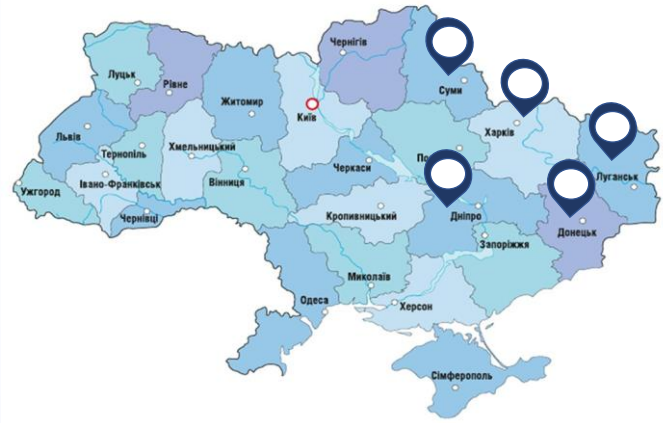 Чернігів
Луцьк
Рівне
Суми
Житомир
Київ
Харків
Львів
Тернопіль
Хмельницький
По
Черкаси
Луганськ
Ужгород
Івано-Франківськ
Вінниця
Чернівці
Кропивницький
Дніпро
Донецьк
Запоріжжя
Миколаїв
Одеса
Херсон
Сімферополь